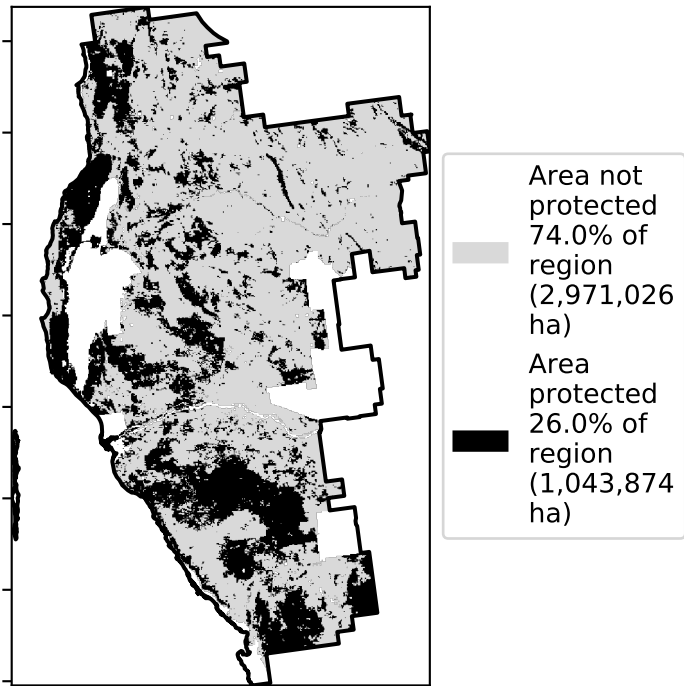 Area not
protected
74.0% of
region
(2,971,026
ha)
Area
protected
26.0% of
region
(1,043,874
ha)